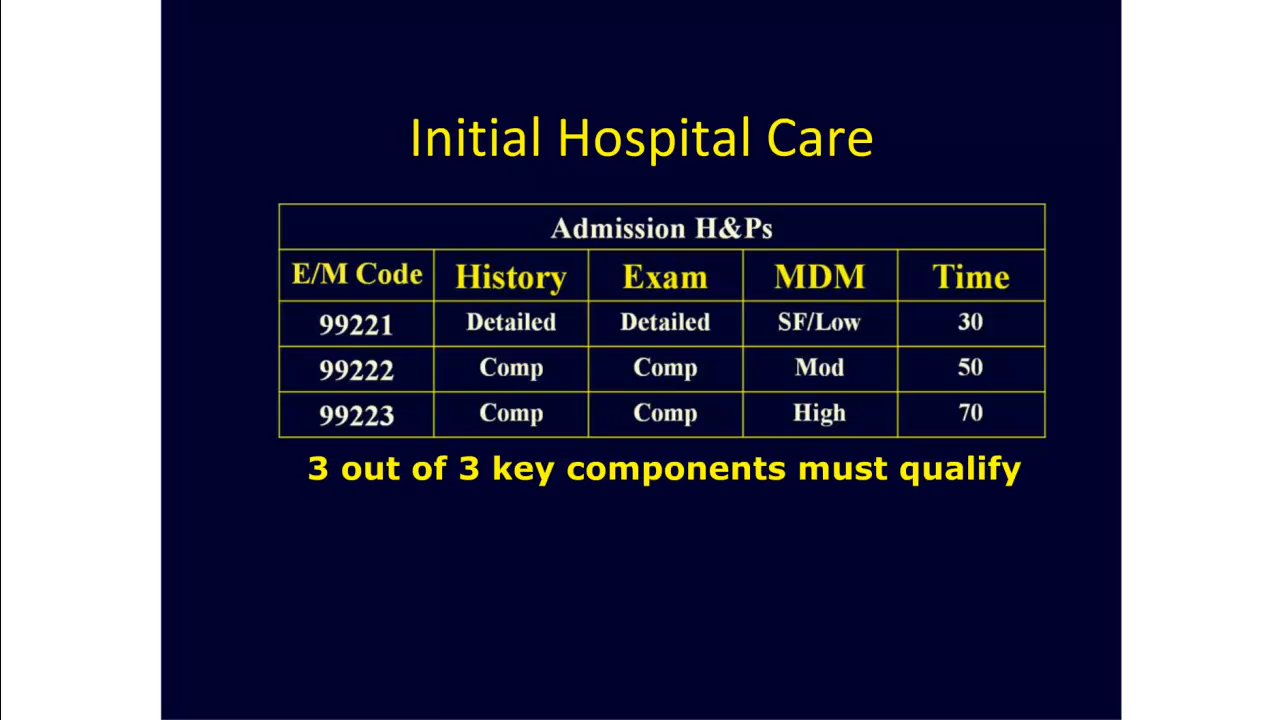 Initial Hospital Care
Admission H&Ps
E/M Code History Exam MDM Time
99221 Detailed Detailed SF/Low 30
99222 Comp Comp Mod 50
99223 Comp Comp High 70
3 out of 3 key components must qualify